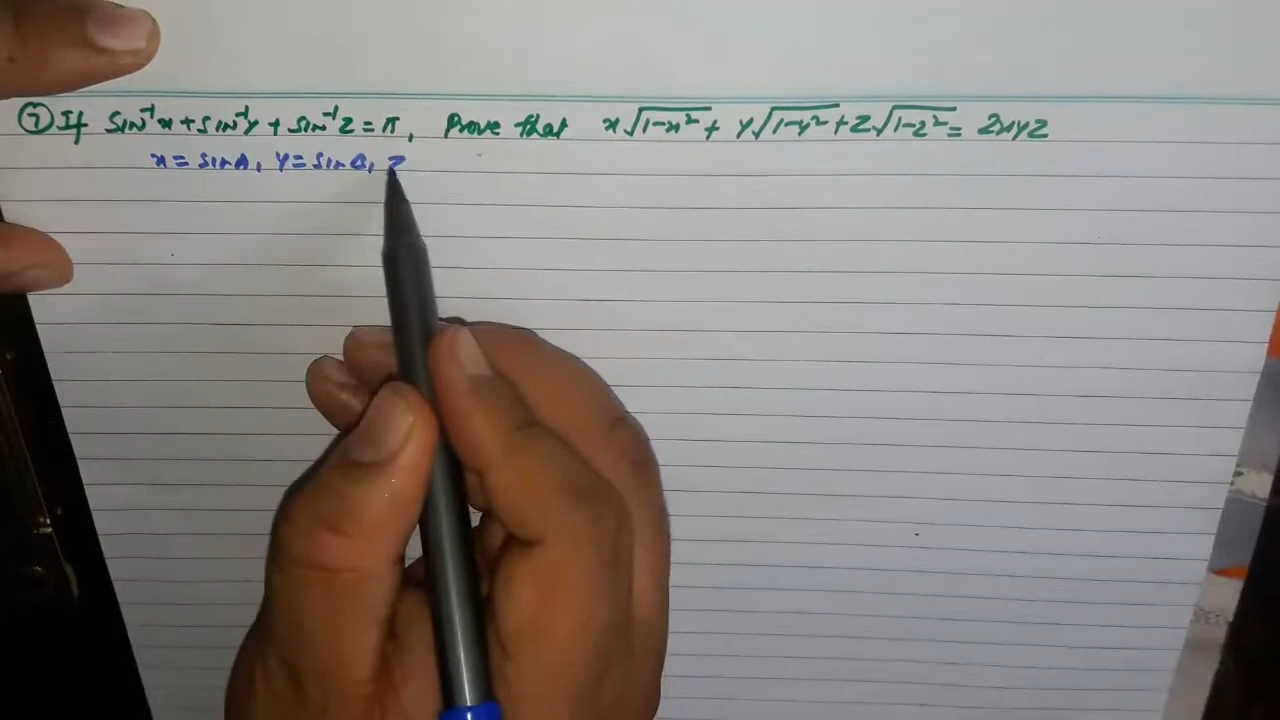 ⑦ If sin⁻¹x + sin⁻¹y + sin⁻¹z = π, Prove that x√1-x² + y√1-y² + z√1-z² = 2xyz
x = sinA, y = sinB, z